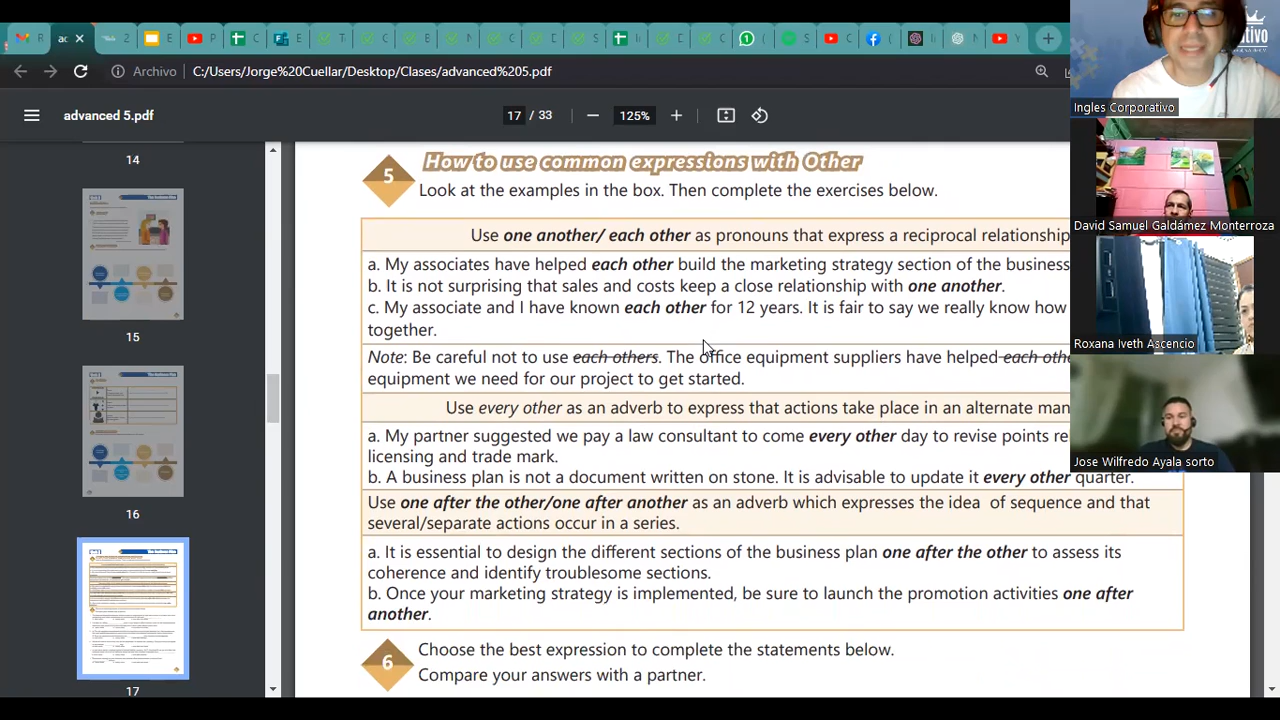 Archivo
C:/Users/Jorge%20Cuellar/Desktop/Clases/advanced%205.pdf
advanced 5.pdf
17 / 33
125%
14
15
16
17
5
How to use common expressions with Other
Look at the examples in the box. Then complete the exercises below.
Use one another/ each other as pronouns that express a reciprocal relationship
a. My associates have helped each other build the marketing strategy section of the business
b. It is not surprising that sales and costs keep a close relationship with one another.
c. My associate and I have known each other for 12 years. It is fair to say we really know how
together.
Note: Be careful not to use each others. The office equipment suppliers have helped each othe
equipment we need for our project to get started.
Use every other as an adverb to express that actions take place in an alternate man
a. My partner suggested we pay a law consultant to come every other day to revise points re
licensing and trade mark.
b. A business plan is not a document written on stone. It is advisable to update it every other quarter.
Use one after the other/one after another as an adverb which expresses the idea of sequence and that
several/separate actions occur in a series.
a. It is essential to design the different sections of the business plan one after the other to assess its
coherence and identify troublesome sections.
b. Once your marketing strategy is implemented, be sure to launch the promotion activities one after
another.
6
Choose the best expression to complete the statements below.
Compare your answers with a partner.
Ingles Corporativo
David Samuel Galdámez Monterroza
Roxana Iveth Ascencio
Jose Wilfredo Ayala sorto